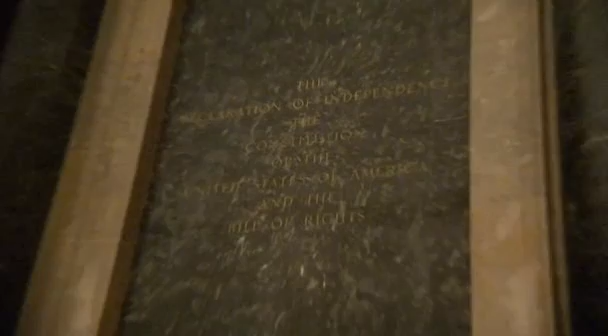 THE
DECLARATION OF INDEPENDENCE
THE
CONSTITUTION
OF THE
UNITED STATES OF AMERICA
AND THE
BILL OF RIGHTS